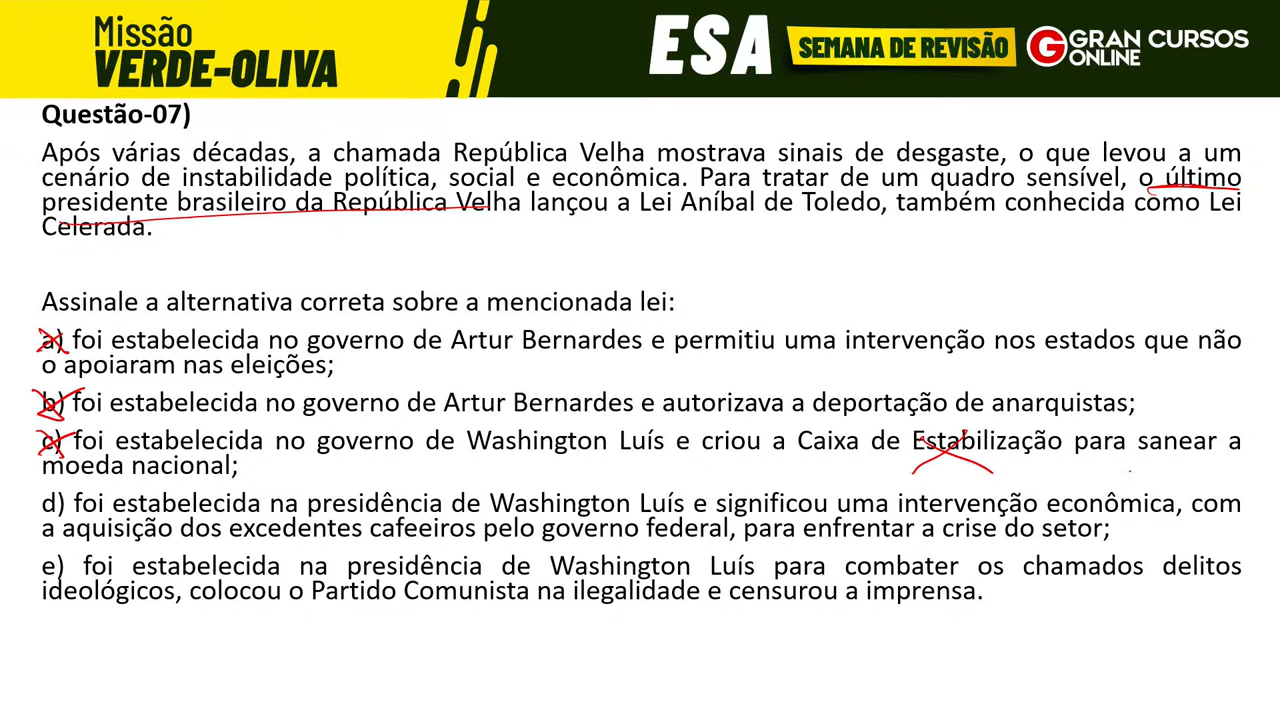 Missão
VERDE-OLIVA
ESA
SEMANA DE REVISÃO
G GRAN CURSOS
ONLINE
Questão-07)
Após várias décadas, a chamada República Velha mostrava sinais de desgaste, o que levou a um
cenário de instabilidade política, social e econômica. Para tratar de um quadro sensível, o último
presidente brasileiro da República Velha lançou a Lei Aníbal de Toledo, também conhecida como Lei
Celerada.
Assinale a alternativa correta sobre a mencionada lei:
a) foi estabelecida no governo de Artur Bernardes e permitiu uma intervenção nos estados que não
o apoiaram nas eleições;
b) foi estabelecida no governo de Artur Bernardes e autorizava a deportação de anarquistas;
c) foi estabelecida no governo de Washington Luís e criou a Caixa de Estabilização para sanear a
moeda nacional;
d) foi estabelecida na presidência de Washington Luís e significou uma intervenção econômica, com
a aquisição dos excedentes cafeeiros pelo governo federal, para enfrentar a crise do setor;
e) foi estabelecida na presidência de Washington Luís para combater os chamados delitos
ideológicos, colocou o Partido Comunista na ilegalidade e censurou a imprensa.